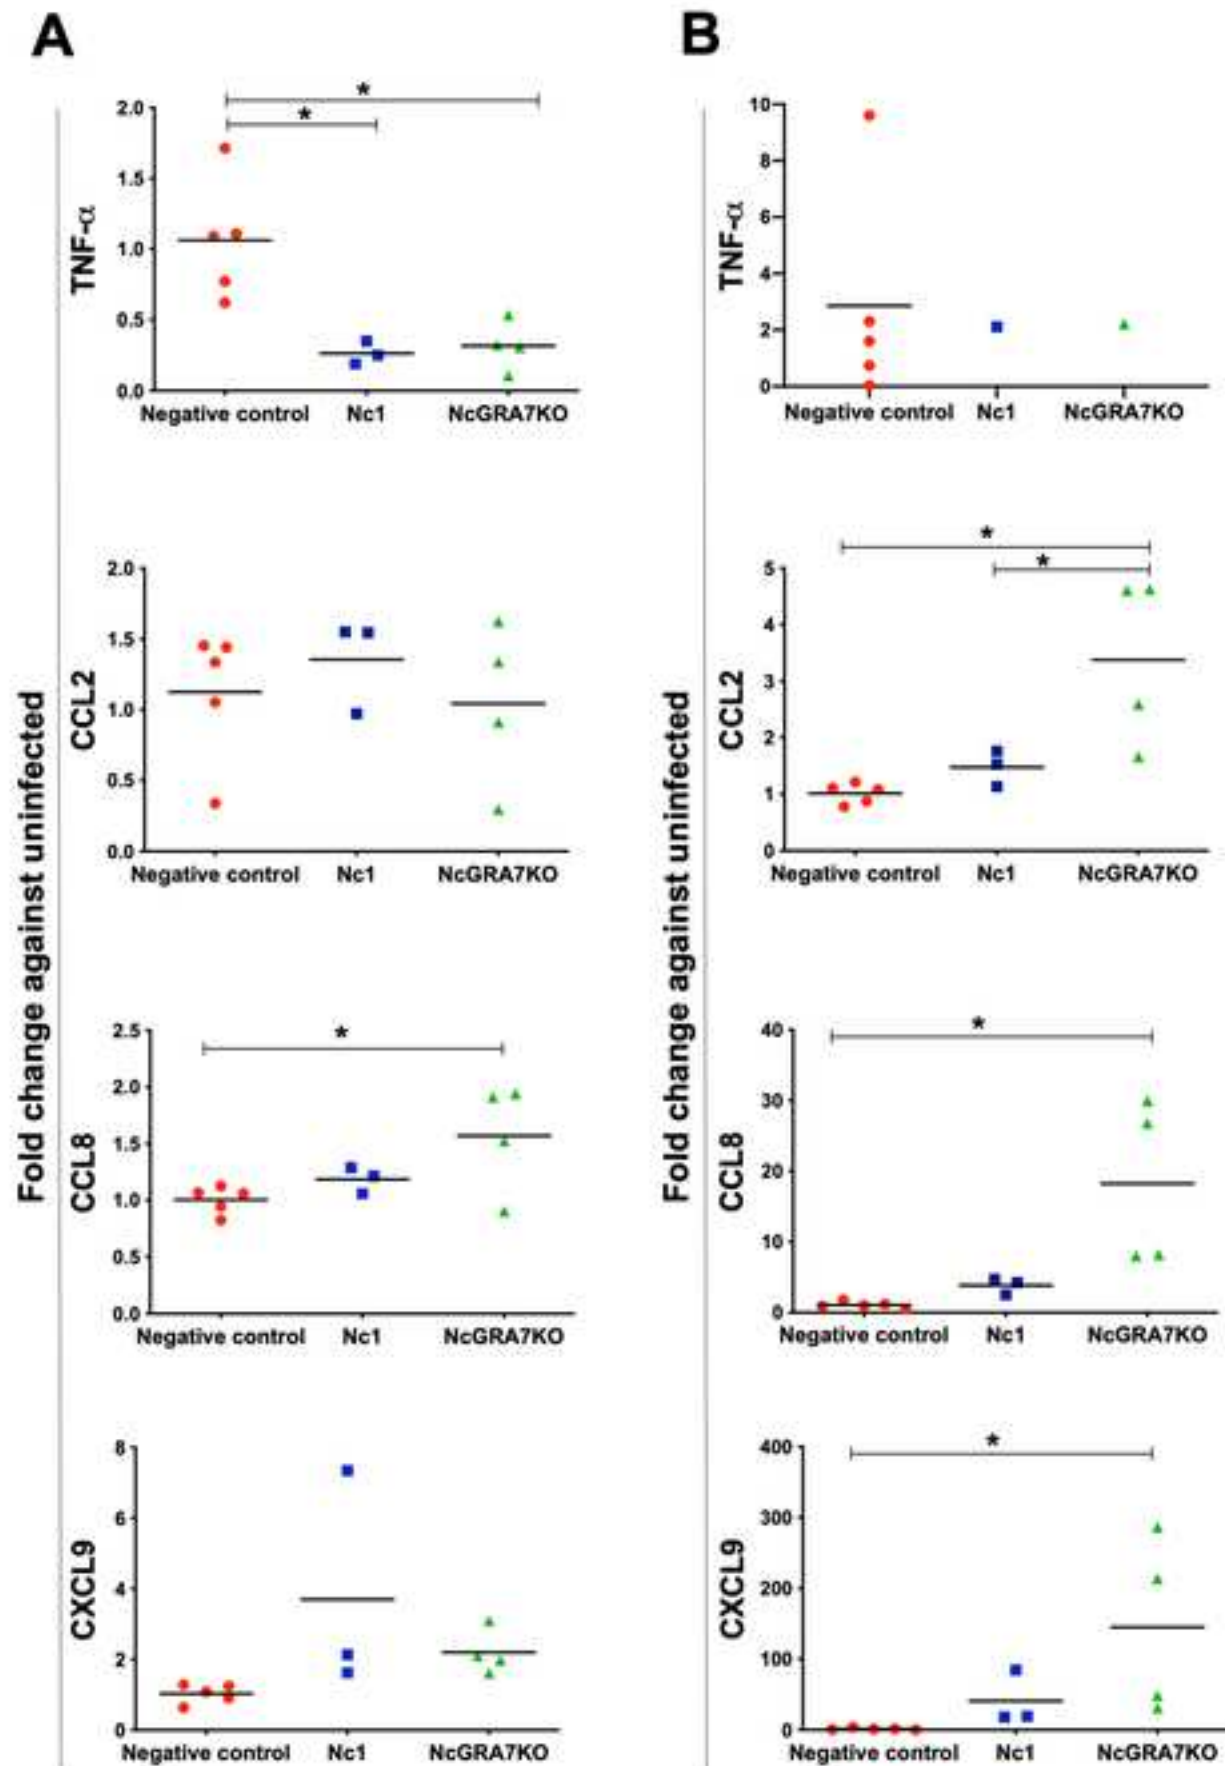 A
Fold change against uninfected
TNF-α
* 
*
2.0
1.5
1.0
0.5
0.0
Negative control Nc1 NcGRA7KO
CCL2
2.0
1.5
1.0
0.5
0.0
Negative control Nc1 NcGRA7KO
CCL8
*
2.5
2.0
1.5
1.0
0.5
0.0
Negative control Nc1 NcGRA7KO
CXCL9
8
6
4
2
0
Negative control Nc1 NcGRA7KO
B
Fold change against uninfected
TNF-α
10
8
6
4
2
0
Negative control Nc1 NcGRA7KO
CCL2
*
*
5
4
3
2
1
0
Negative control Nc1 NcGRA7KO
CCL8
*
40
30
20
10
0
Negative control Nc1 NcGRA7KO
CXCL9
*
400
300
200
100
0
Negative control Nc1 NcGRA7KO